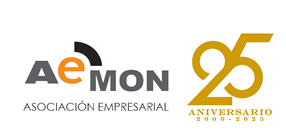 AeMON
ASOCIACIÓN EMPRESARIAL
25
ANIVERSARIO
2000-2025